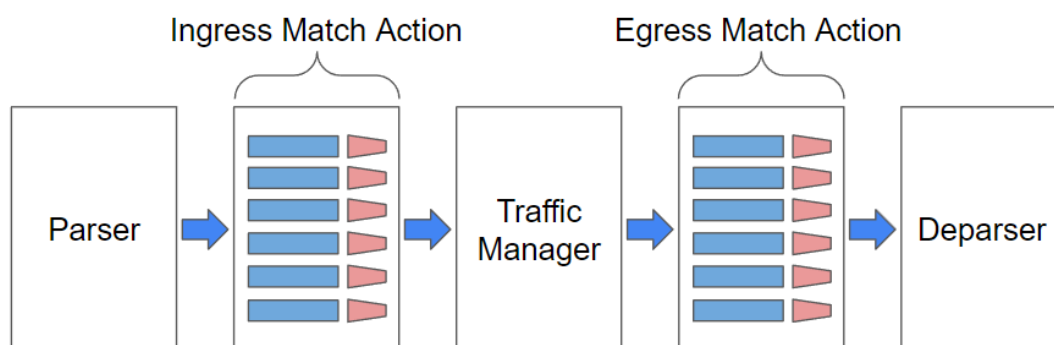 Ingress Match Action
Egress Match Action
Parser
Traffic
Manager
Deparser